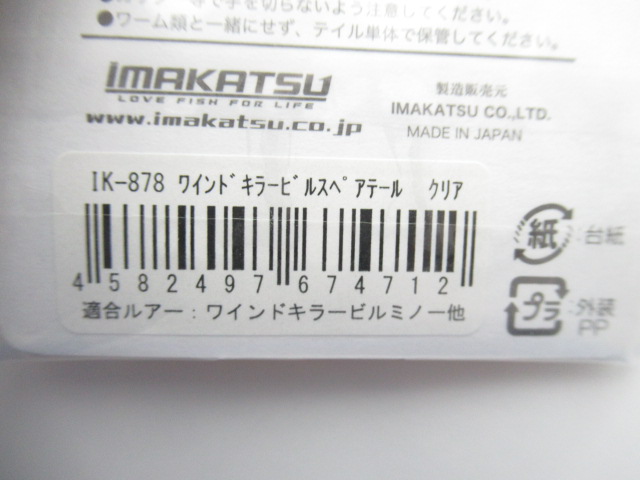 ●ワーム類と一緒にせず、テイル単体で保管してください。
imakatsu
LOVE FISH FOR LIFE
www.imakatsu.co.jp
製造販売元
IMAKATSU CO.,LTD.
MADE IN JAPAN
IK-878 ﾜｲﾝﾄﾞｷﾗｰﾋﾞﾙｽﾍﾟｱﾃｰﾙ ｸﾘｱ
4 582497 674712
適合ルアー：ワインドキラービルミノー他
紙：台紙
プラ：外装
PP